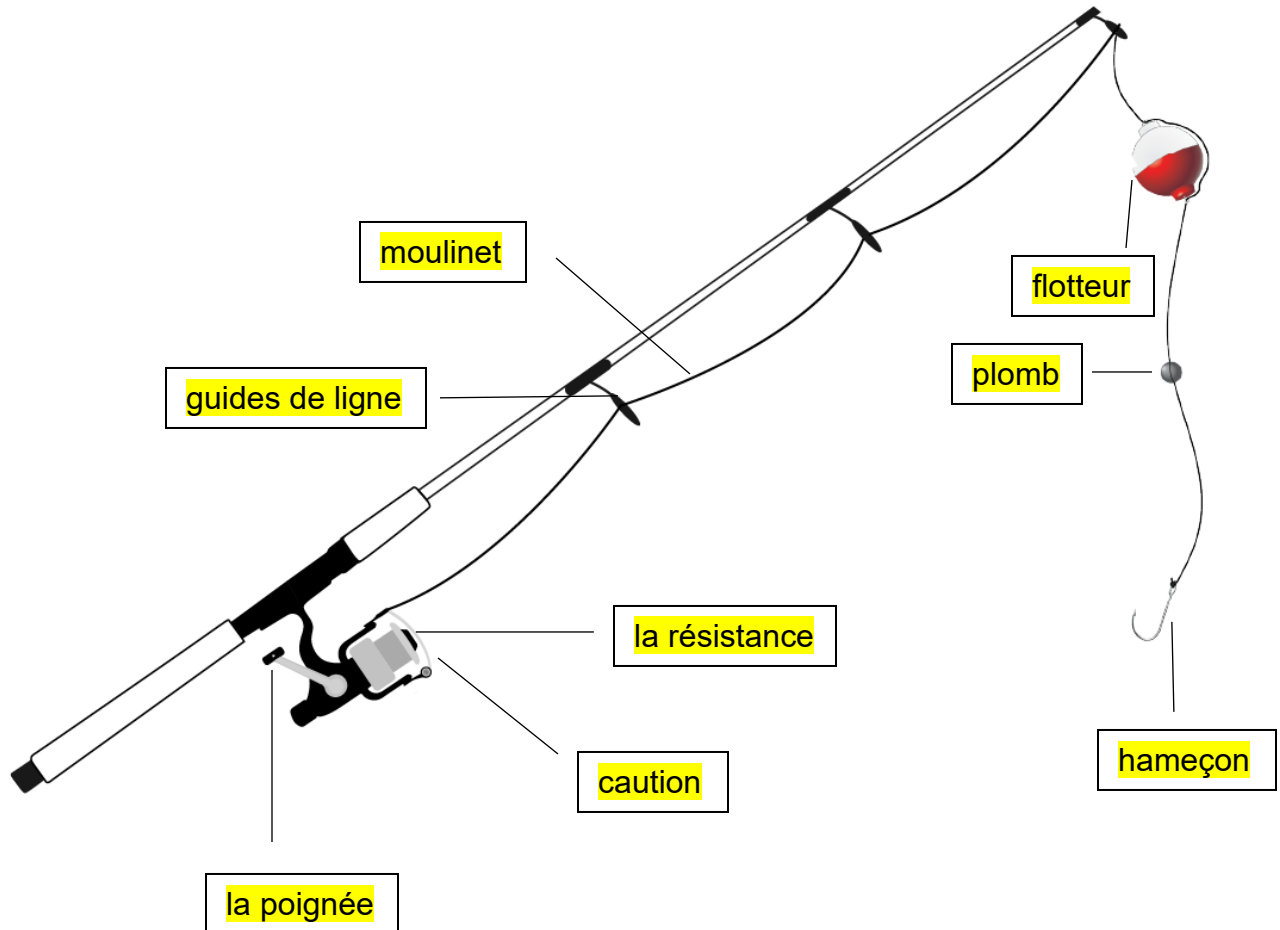 moulinet
flotteur
plomb
guides de ligne
la résistance
caution
hameçon
la poignée